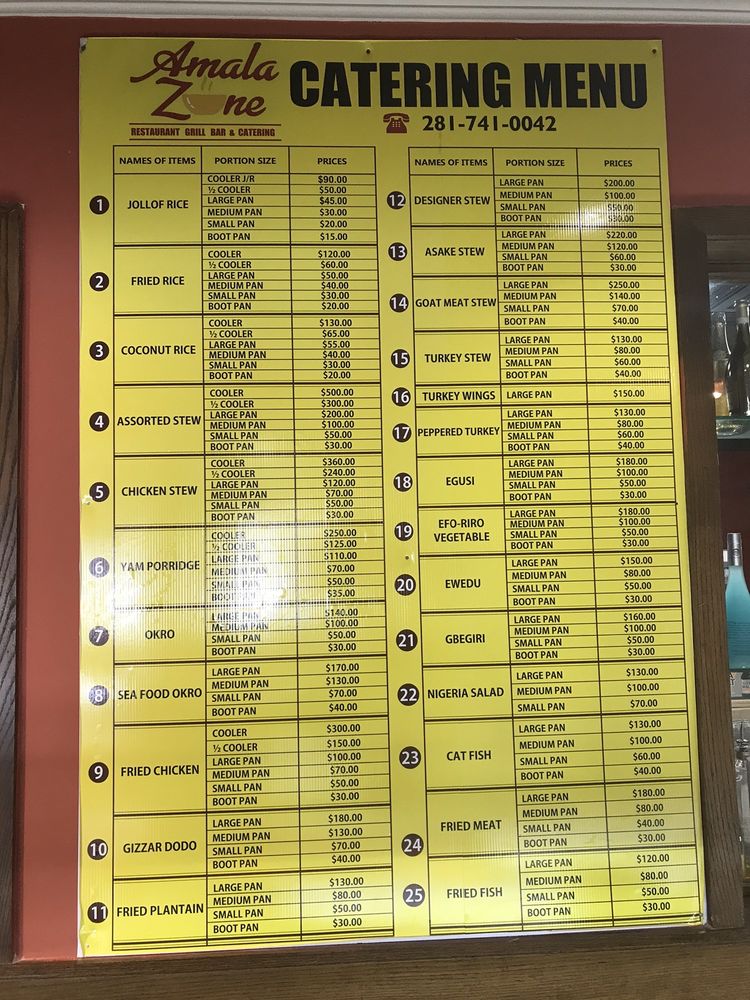 Amala Zone
RESTAURANT GRILL BAR & CATERING
CATERING MENU
281-741-0042
NAMES OF ITEMS PORTION SIZE PRICES
1 JOLLOF RICE
COOLER J/R $90.00
½ COOLER $50.00
LARGE PAN $45.00
MEDIUM PAN $30.00
SMALL PAN $20.00
BOOT PAN $15.00
2 FRIED RICE
COOLER $120.00
½ COOLER $60.00
LARGE PAN $50.00
MEDIUM PAN $40.00
SMALL PAN $30.00
BOOT PAN $20.00
3 COCONUT RICE
COOLER $130.00
½ COOLER $65.00
LARGE PAN $55.00
MEDIUM PAN $40.00
SMALL PAN $30.00
BOOT PAN $20.00
4 ASSORTED STEW
COOLER $500.00
½ COOLER $300.00
LARGE PAN $200.00
MEDIUM PAN $100.00
SMALL PAN $50.00
BOOT PAN $30.00
5 CHICKEN STEW
COOLER $360.00
½ COOLER $240.00
LARGE PAN $120.00
MEDIUM PAN $70.00
SMALL PAN $50.00
BOOT PAN $30.00
6 YAM PORRIDGE
COOLER $250.00
½ COOLER $125.00
LARGE PAN $110.00
MEDIUM PAN $70.00
SMALL PAN $50.00
BOOT PAN $35.00
7 OKRO
LARGE PAN $140.00
MEDIUM PAN $100.00
SMALL PAN $50.00
BOOT PAN $30.00
8 SEA FOOD OKRO
LARGE PAN $170.00
MEDIUM PAN $130.00
SMALL PAN $70.00
BOOT PAN $40.00
9 FRIED CHICKEN
COOLER $300.00
½ COOLER $150.00
LARGE PAN $100.00
MEDIUM PAN $70.00
SMALL PAN $50.00
BOOT PAN $30.00
10 GIZZAR DODO
LARGE PAN $180.00
MEDIUM PAN $130.00
SMALL PAN $70.00
BOOT PAN $40.00
11 FRIED PLANTAIN
LARGE PAN $130.00
MEDIUM PAN $80.00
SMALL PAN $50.00
BOOT PAN $30.00
NAMES OF ITEMS PORTION SIZE PRICES
12 DESIGNER STEW
LARGE PAN $200.00
MEDIUM PAN $100.00
SMALL PAN $50.00
BOOT PAN $30.00
13 ASAKE STEW
LARGE PAN $220.00
MEDIUM PAN $120.00
SMALL PAN $60.00
BOOT PAN $30.00
14 GOAT MEAT STEW
LARGE PAN $250.00
MEDIUM PAN $140.00
SMALL PAN $70.00
BOOT PAN $40.00
15 TURKEY STEW
LARGE PAN $130.00
MEDIUM PAN $80.00
SMALL PAN $60.00
BOOT PAN $40.00
16 TURKEY WINGS LARGE PAN $150.00
17 PEPPERED TURKEY
LARGE PAN $130.00
MEDIUM PAN $80.00
SMALL PAN $60.00
BOOT PAN $40.00
18 EGUSI
LARGE PAN $180.00
MEDIUM PAN $100.00
SMALL PAN $50.00
BOOT PAN $30.00
19 EFO-RIRO
VEGETABLE
LARGE PAN $180.00
MEDIUM PAN $100.00
SMALL PAN $50.00
BOOT PAN $30.00
20 EWEDU
LARGE PAN $150.00
MEDIUM PAN $80.00
SMALL PAN $50.00
BOOT PAN $30.00
21 GBEGIRI
LARGE PAN $160.00
MEDIUM PAN $100.00
SMALL PAN $50.00
BOOT PAN $30.00
22 NIGERIA SALAD
LARGE PAN $130.00
MEDIUM PAN $100.00
SMALL PAN $70.00
23 CAT FISH
LARGE PAN $130.00
MEDIUM PAN $100.00
SMALL PAN $60.00
BOOT PAN $40.00
24 FRIED MEAT
LARGE PAN $180.00
MEDIUM PAN $80.00
SMALL PAN $40.00
BOOT PAN $30.00
25 FRIED FISH
LARGE PAN $120.00
MEDIUM PAN $80.00
SMALL PAN $50.00
BOOT PAN $30.00